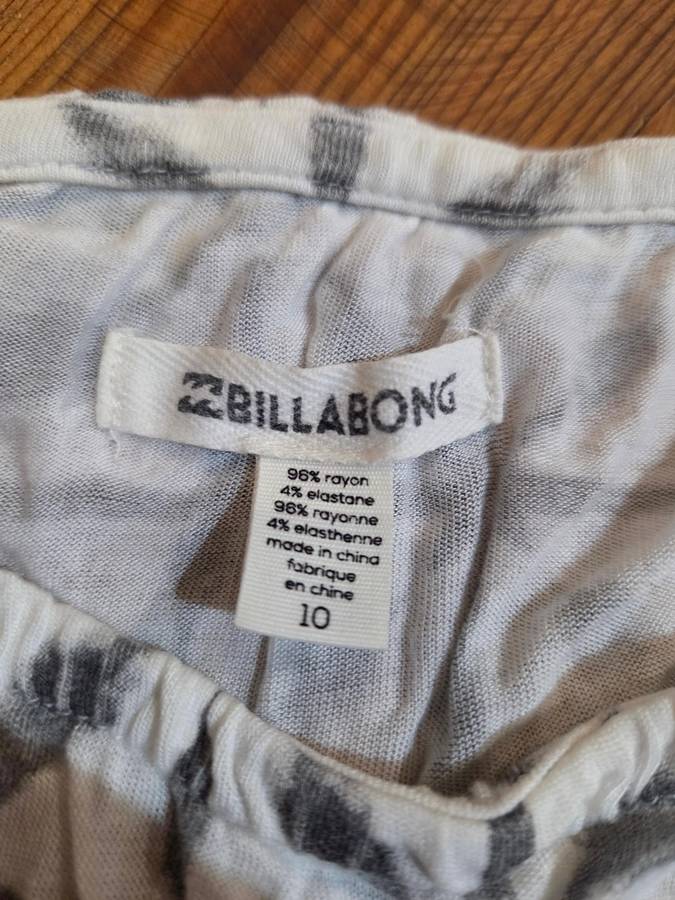 BILLABONG
96% rayon
4% elastane
96% rayonne
4% elasthenne
made in china
fabrique
en chine
10